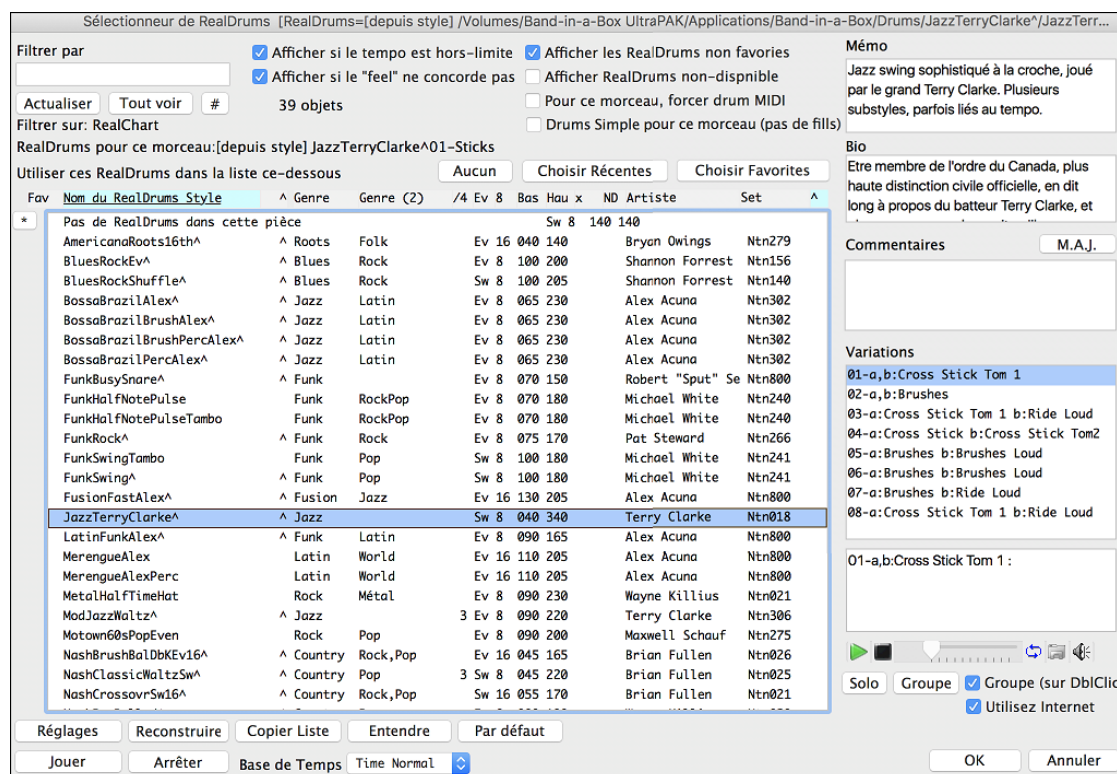 Sélectionneur de RealDrums [RealDrums=[depuis style] /Volumes/Band-in-a-Box UltraPAK/Applications/Band-in-a-Box/Drums/JazzTerryClarke^/JazzTerr...
Filtrer par
Afficher si le tempo est hors-limite
Afficher les RealDrums non favories
Afficher si le "feel" ne concorde pas
Afficher RealDrums non-dispnible
Actualiser
Tout voir
#
39 objets
Pour ce morceau, forcer drum MIDI
Filtrer sur: RealChart
Drums Simple pour ce morceau (pas de fills)
RealDrums pour ce morceau:[depuis style] JazzTerryClarke^01-Sticks
Utiliser ces RealDrums dans la liste ce-dessous
Aucun
Choisir Récentes
Choisir Favorites
Fav Nom du RealDrums Style ^ Genre Genre (2) /4 Ev 8 Bas Hau x ND Artiste Set ^
* Pas de RealDrums dans cette pièce Sw 8 140 140
AmericanaRoots16th^ ^ Roots Folk Ev 16 040 140 Bryan Owings Ntn279
BluesRockEv^ ^ Blues Rock Ev 8 100 200 Shannon Forrest Ntn156
BluesRockShuffle^ ^ Blues Rock Sw 8 100 205 Shannon Forrest Ntn140
BossaBrazilAlex^ ^ Jazz Latin Ev 8 065 230 Alex Acuna Ntn302
BossaBrazilBrushAlex^ ^ Jazz Latin Ev 8 065 230 Alex Acuna Ntn302
BossaBrazilBrushPercAlex^ ^ Jazz Latin Ev 8 065 230 Alex Acuna Ntn302
BossaBrazilPercAlex^ ^ Jazz Latin Ev 8 065 230 Alex Acuna Ntn302
FunkBusySnare^ ^ Funk Ev 8 070 150 Robert "Sput" Se Ntn800
FunkHalfNotePulse Funk RockPop Ev 8 070 180 Michael White Ntn240
FunkHalfNotePulseTambo Funk RockPop Ev 8 070 180 Michael White Ntn240
FunkRock^ ^ Funk Rock Ev 8 075 170 Pat Steward Ntn266
FunkSwingTambo Funk Pop Sw 8 100 180 Michael White Ntn241
FunkSwing^ ^ Funk Pop Sw 8 100 180 Michael White Ntn241
FusionFastAlex^ ^ Fusion Jazz Ev 16 130 205 Alex Acuna Ntn800
JazzTerryClarke^ ^ Jazz Sw 8 040 340 Terry Clarke Ntn018
LatinFunkAlex^ ^ Funk Latin Ev 8 090 165 Alex Acuna Ntn800
MerengueAlex Latin World Ev 16 110 205 Alex Acuna Ntn800
MerengueAlexPerc Latin World Ev 16 110 205 Alex Acuna Ntn800
MetalHalfTimeHat Rock Métal Ev 8 090 230 Wayne Killius Ntn021
ModJazzWaltz^ ^ Jazz 3 Ev 8 090 220 Terry Clarke Ntn306
Motown60sPopEven Rock Pop Ev 8 090 200 Maxwell Schauf Ntn275
NashBrushBalDbKEv16^ ^ Country Rock,Pop Ev 16 045 165 Brian Fullen Ntn026
NashClassicWaltzSw^ ^ Country Pop 3 Sw 8 045 220 Brian Fullen Ntn025
NashCrossovrSw16^ ^ Country Rock,Pop Sw 16 055 170 Brian Fullen Ntn021
Réglages
Reconstruire
Copier Liste
Entendre
Par défaut
Jouer
Arrêter
Base de Temps
Time Normal
Mémo
Jazz swing sophistiqué à la croche, joué
par le grand Terry Clarke. Plusieurs
substyles, parfois liés au tempo.
Bio
Etre membre de l'ordre du Canada, plus
haute distinction civile officielle, en dit
long à propos du batteur Terry Clarke, et
Commentaires
M.A.J.
Variations
01-a,b:Cross Stick Tom 1
02-a,b:Brushes
03-a:Cross Stick Tom 1 b:Ride Loud
04-a:Cross Stick b:Cross Stick Tom2
05-a:Brushes b:Brushes Loud
06-a:Brushes b:Brushes Loud
07-a:Brushes b:Ride Loud
08-a:Cross Stick Tom 1 b:Ride Loud
01-a,b:Cross Stick Tom 1 :
Solo
Groupe
Groupe (sur DblClic
Utilisez Internet
OK
Annuler